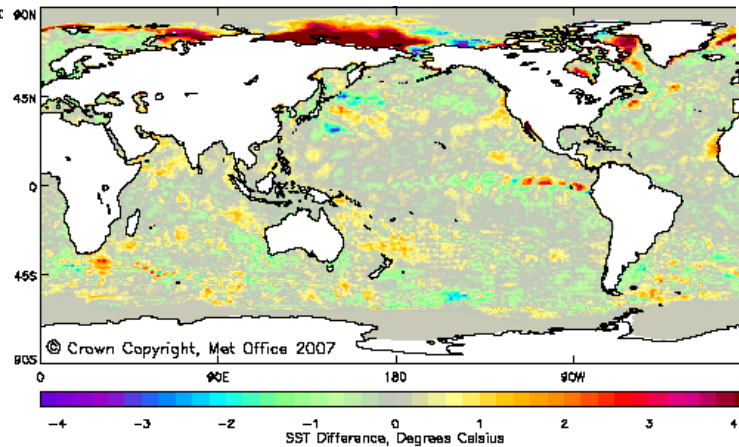 90N
45N
0
45S
90S
© Crown Copyright, Met Office 2007
0 90E 180 90W
-4 -3 -2 -1 0 1 2 3 4
SST Difference, Degrees Celsius